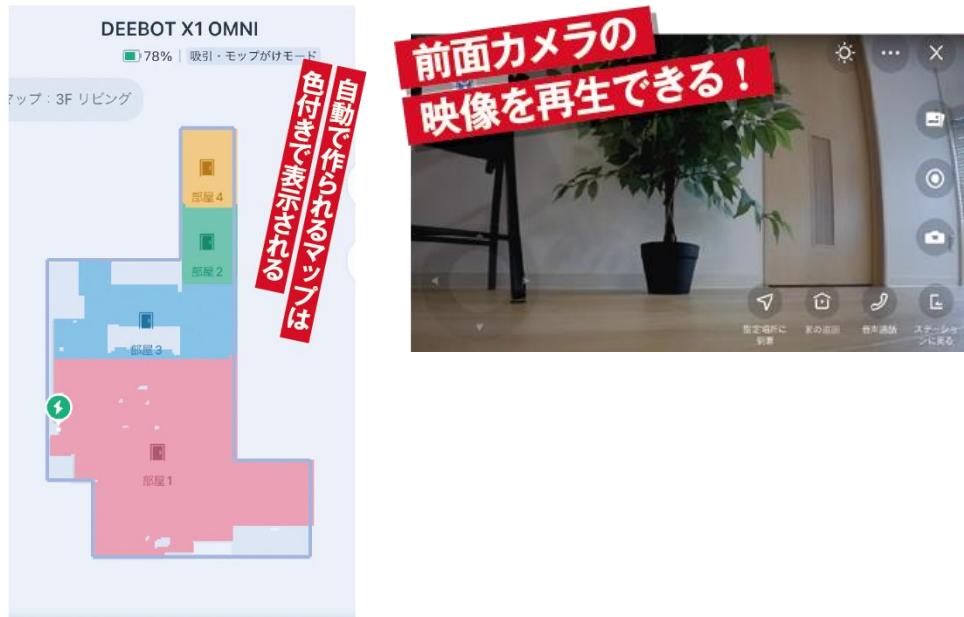 DEEBOT X1 OMNI
78%
吸引・モップがけモード
マップ：3F リビング
自動で作られるマップは
色付きで表示される
部屋4
部屋2
部屋3
部屋1
前面カメラの
映像を再生できる！
指定場所に
到着
家の巡回
音声通話
ステーショ
ンに戻る